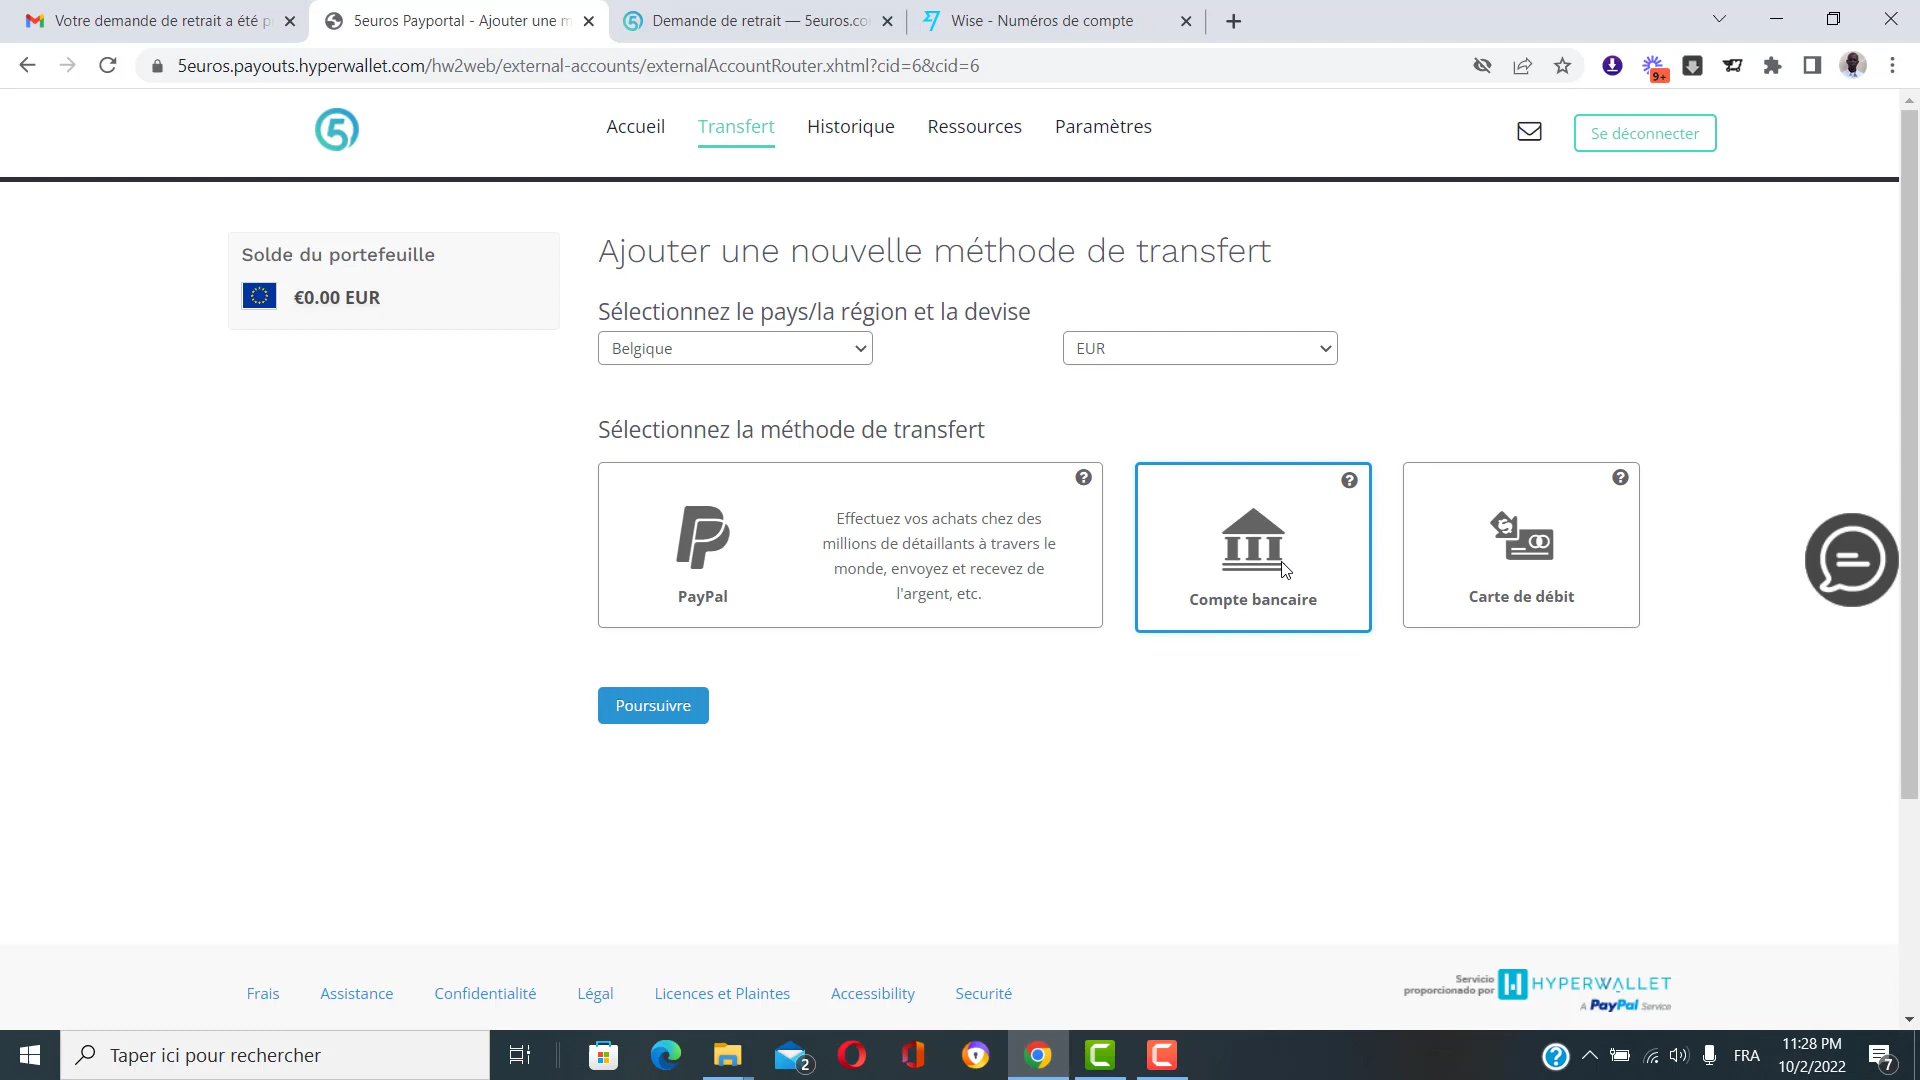 Votre demande de retrait a été p
5euros Payportal - Ajouter une m
Demande de retrait — 5euros.co
Wise - Numéros de compte
5euros.payouts.hyperwallet.com/hw2web/external-accounts/externalAccountRouter.xhtml?cid=6&cid=6
9+
5
Accueil
Transfert
Historique
Ressources
Paramètres
Se déconnecter
Solde du portefeuille
€0.00 EUR
Ajouter une nouvelle méthode de transfert
Sélectionnez le pays/la région et la devise
Belgique
EUR
Sélectionnez la méthode de transfert
PayPal
Effectuez vos achats chez des
millions de détaillants à travers le
monde, envoyez et recevez de
l'argent, etc.
Compte bancaire
Carte de débit
Poursuivre
Frais
Assistance
Confidentialité
Légal
Licences et Plaintes
Accessibility
Securité
Servicio
proporcionado por
HYPERWALLET
A PayPal Service
Taper ici pour rechercher
2
FRA
11:28 PM
10/2/2022
7